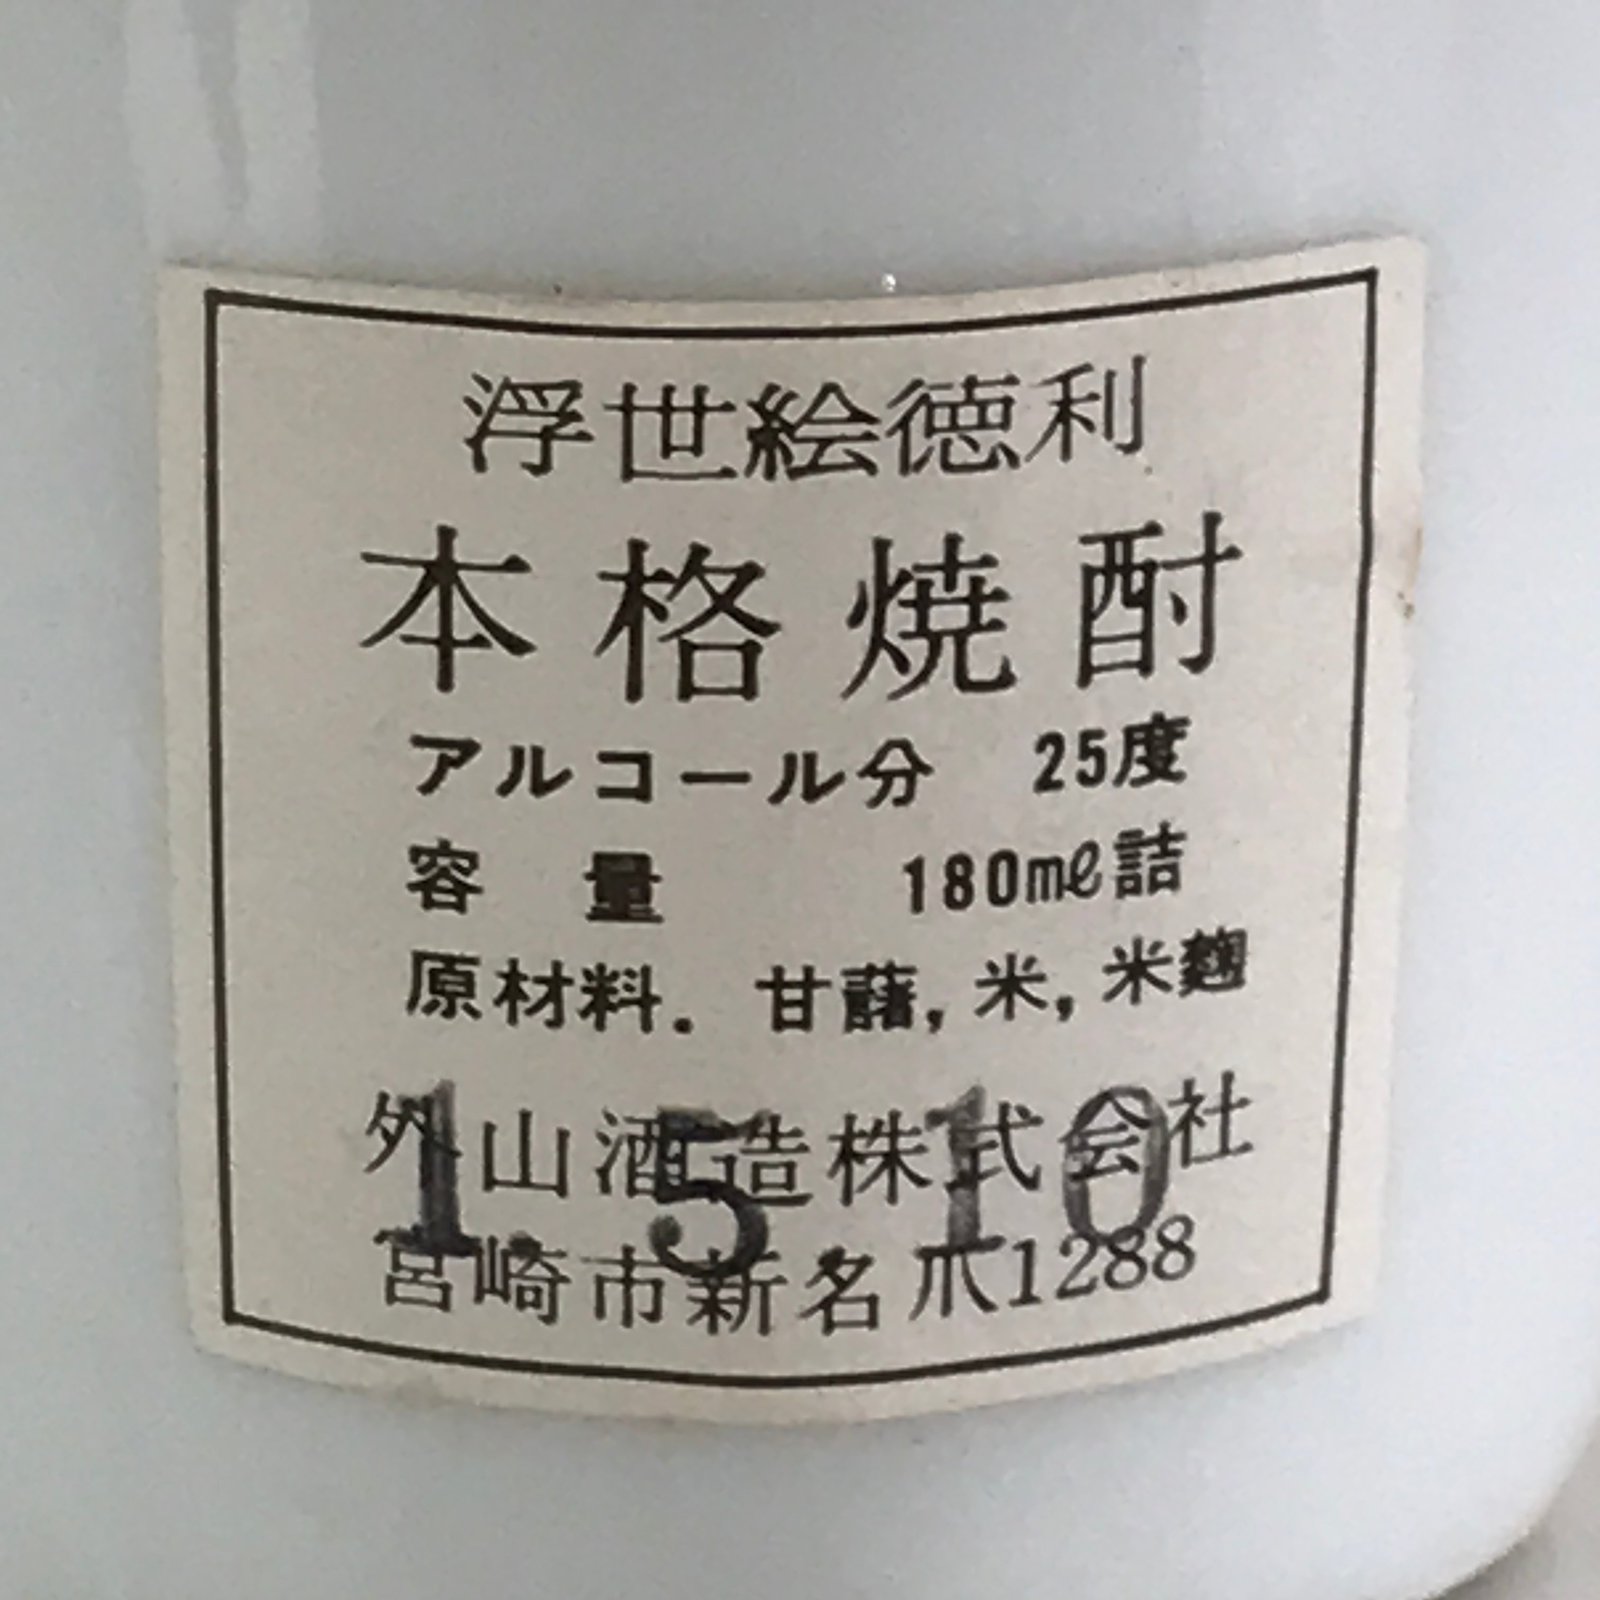 浮世絵徳利
本格焼酎
アルコール分 25度
容量 180mℓ詰
原材料. 甘藷, 米, 米麹
外山酒造株式会社
1. 5. 10
宮崎市新名爪1288